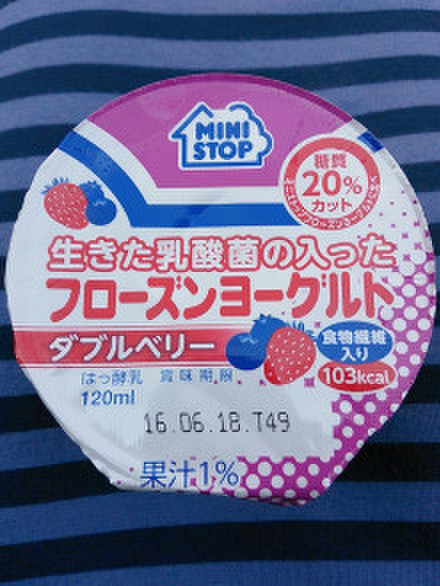 MINI
STOP
糖質
20%
カット
生きた乳酸菌の入った
フローズンヨーグルト
ダブルベリー
食物繊維
入り
103kcal
はっ酵乳 賞味期限
120ml
16.06.18.T49
果汁1%